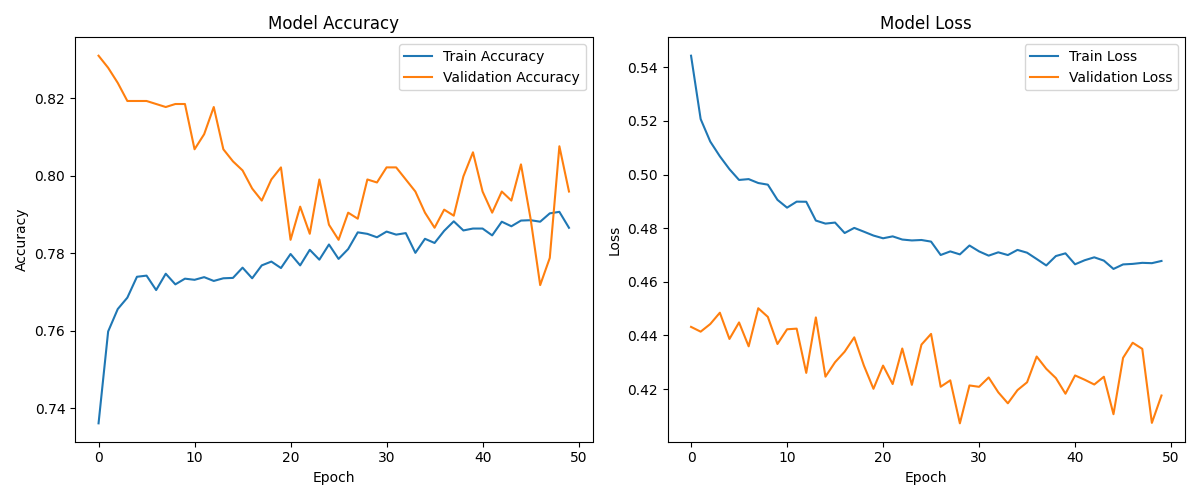 Model Accuracy
Train Accuracy
Validation Accuracy
0.82
0.80
0.78
0.76
0.74
Accuracy
0 10 20 30 40 50
Epoch
Model Loss
Train Loss
Validation Loss
0.54
0.52
0.50
0.48
0.46
0.44
0.42
Loss
0 10 20 30 40 50
Epoch